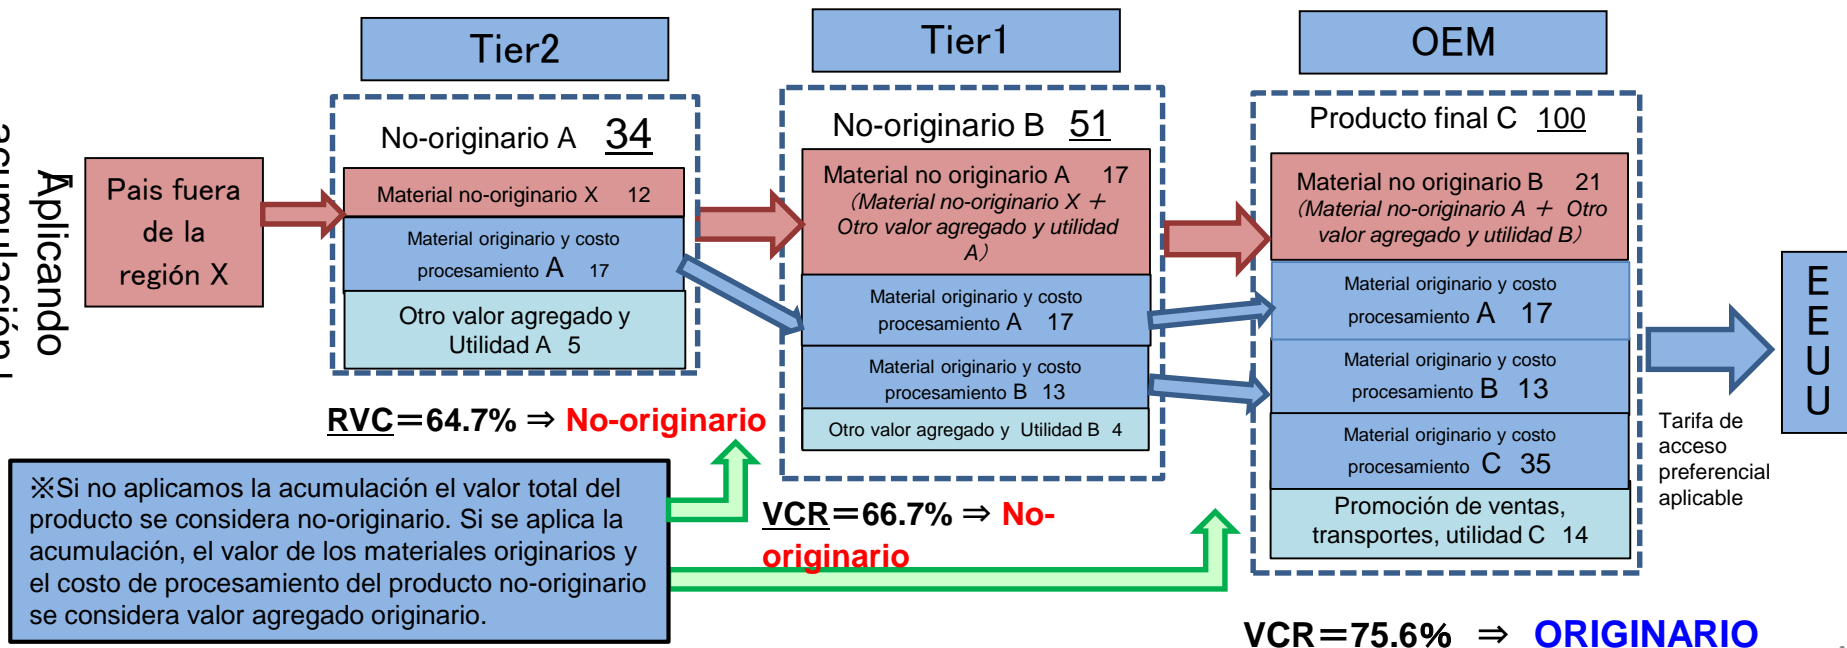 Aplicando
Tier2
Tier1
OEM
Pais fuera
de la
región X
No-originario A 34
Material no-originario X 12
Material originario y costo
procesamiento A 17
Otro valor agregado y
Utilidad A 5
RVC=64.7% ⇒ No-originario
No-originario B 51
Material no originario A 17
(Material no-originario X +
Otro valor agregado y utilidad
A)
Material originario y costo
procesamiento A 17
Material originario y costo
procesamiento B 13
Otro valor agregado y Utilidad B 4
VCR=66.7% ⇒ No-
originario
Producto final C 100
Material no originario B 21
(Material no-originario A + Otro
valor agregado y utilidad B)
Material originario y costo
procesamiento A 17
Material originario y costo
procesamiento B 13
Material originario y costo
procesamiento C 35
Promoción de ventas,
transportes, utilidad C 14
VCR=75.6% ⇒ ORIGINARIO
Tarifa de
acceso
preferencial
aplicable
EEUU
※Si no aplicamos la acumulación el valor total del
producto se considera no-originario. Si se aplica la
acumulación, el valor de los materiales originarios y
el costo de procesamiento del producto no-originario
se considera valor agregado originario.